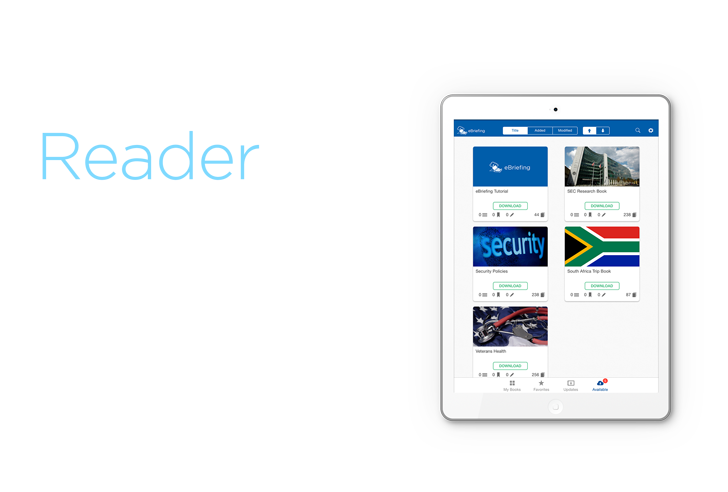 Reader
eBriefing
Title
Added
Modified
eBriefing
eBriefing Tutorial
DOWNLOAD
0
0
0
44
SEC Research Book
DOWNLOAD
0
0
0
238
security
Security Policies
DOWNLOAD
0
0
0
236
South Africa Trip Book
DOWNLOAD
0
0
0
87
Veterans Health
DOWNLOAD
0
0
0
256
My Books
Favorites
Updates
Available